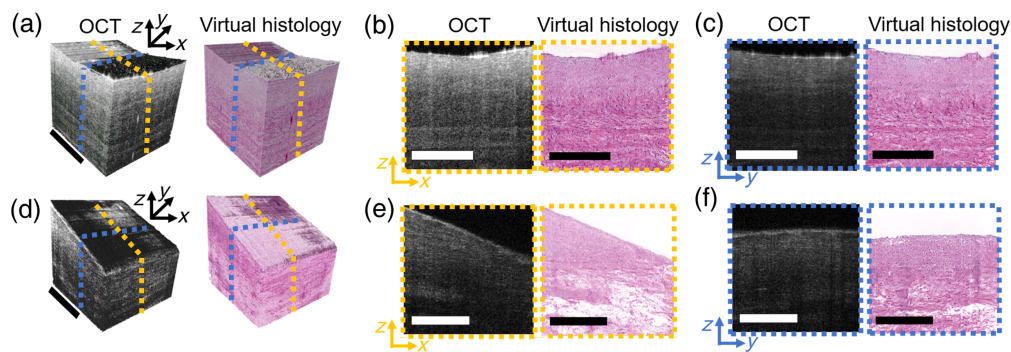 (a) OCT Virtual histology
z y x
(b) OCT Virtual histology
z x
(c) OCT Virtual histology
z y
(d)
z y x
(e)
z x
(f)
z y